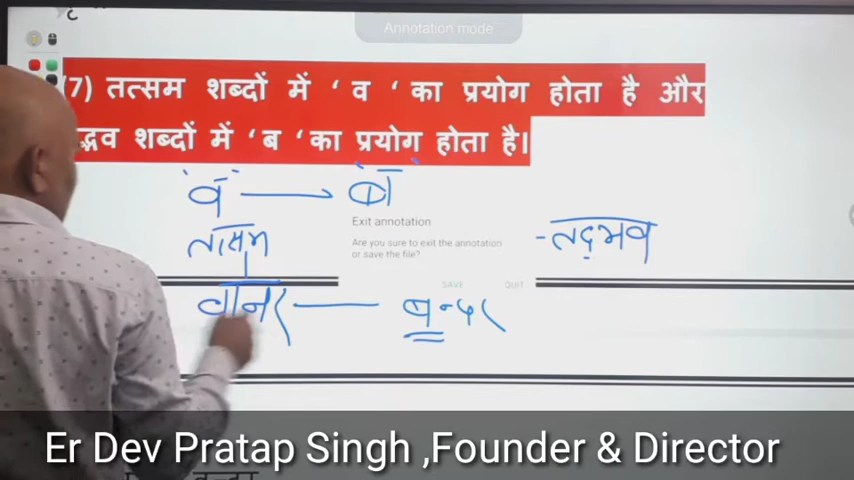 Annotation mode
(7) तत्सम शब्दों में ‘ व ‘ का प्रयोग होता है और
द्भव शब्दों में ‘ ब ‘ का प्रयोग होता है।
व
Exit annotation
Are you sure to exit the annotation
or save the file?
SAVE QUIT
तत्सम - तद्भव
वानर — बन्दर
Er Dev Pratap Singh ,Founder & Director